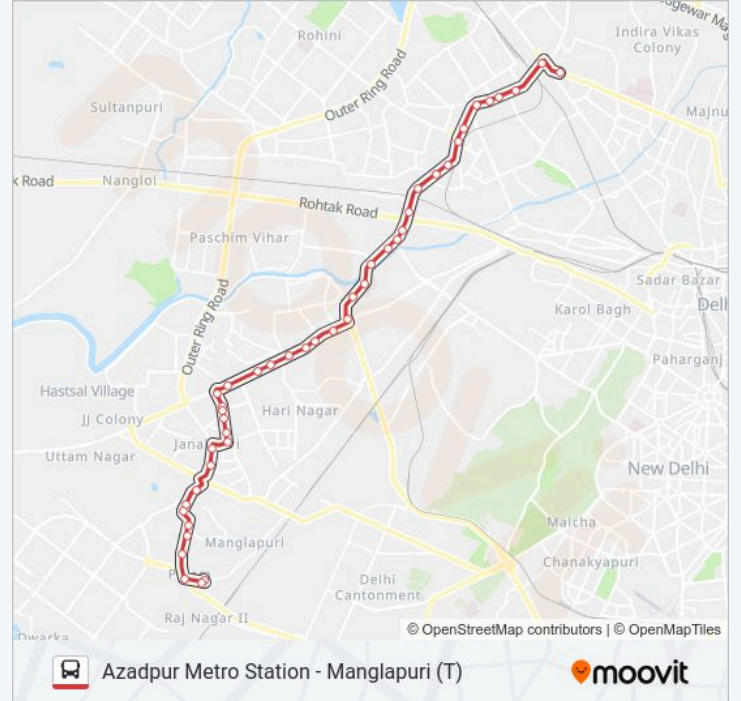 Rohini
Indira Vikas
Colony
Outer Ring Road
Sultanpuri
Majnu
Nangloi
k Road
Rohtak Road
Paschim Vihar
Sadar Bazar
Karol Bagh
Delh
Outer Ring Road
Paharganj
Hastsal Village
Hari Nagar
JJ Colony
Uttam Nagar
New Delhi
Malcha
Manglapuri
Chanakyapuri
Delhi
Cantonment
Raj Nagar II
Dwarka
© OpenStreetMap contributors | © OpenMapTiles
Azadpur Metro Station - Manglapuri (T)
moovit